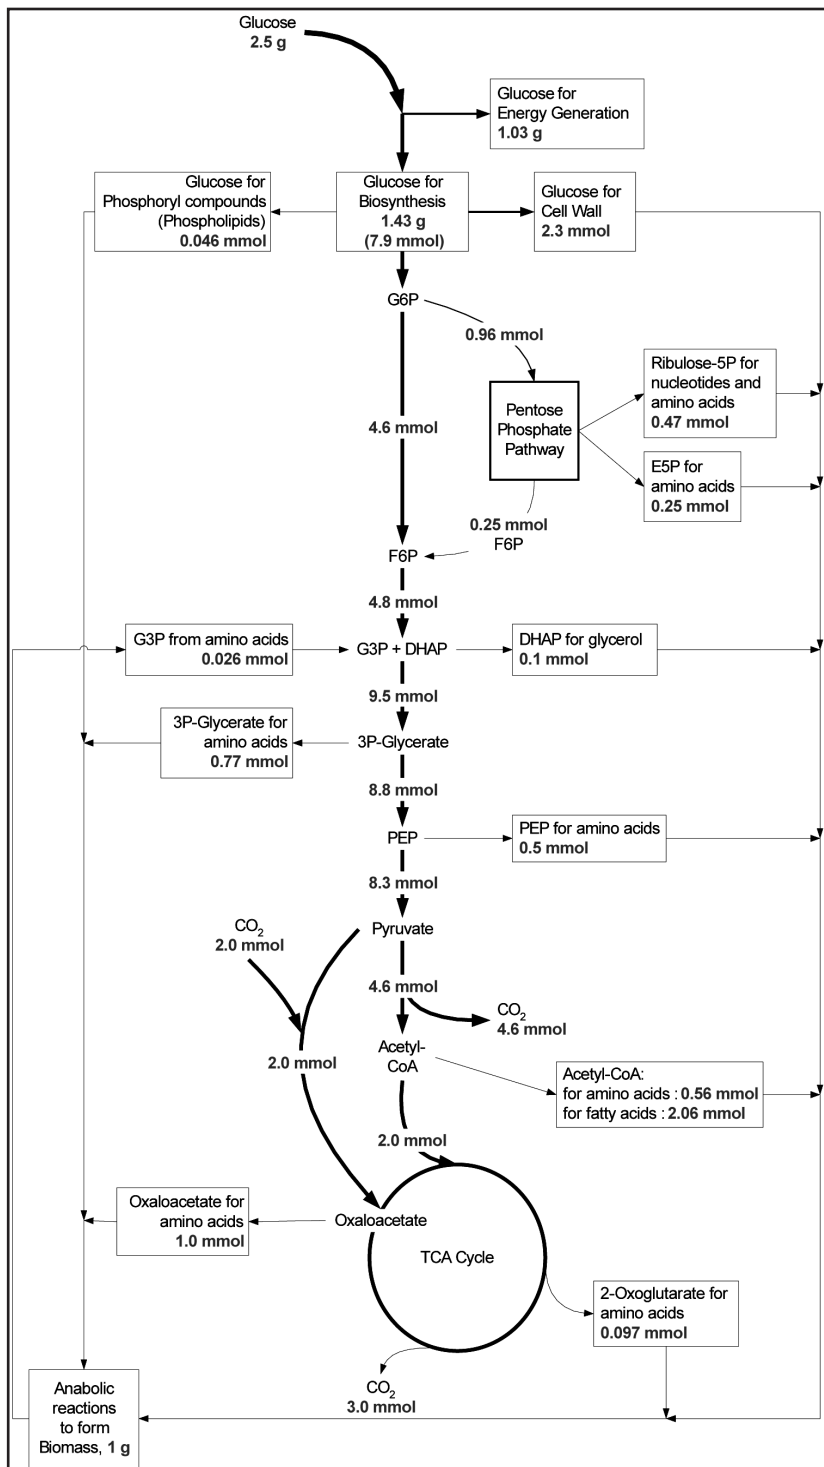 Glucose
2.5 g
Glucose for
Energy Generation
1.03 g
Glucose for
Phosphoryl compounds
(Phospholipids)
0.046 mmol
Glucose for
Biosynthesis
1.43 g
(7.9 mmol)
Glucose for
Cell Wall
2.3 mmol
G6P
0.96 mmol
Ribulose-5P for
nucleotides and
amino acids
0.47 mmol
Pentose
Phosphate
Pathway
4.6 mmol
E5P for
amino acids
0.25 mmol
0.25 mmol
F6P
F6P
4.8 mmol
G3P from amino acids
0.026 mmol
G3P + DHAP
DHAP for glycerol
0.1 mmol
9.5 mmol
3P-Glycerate for
amino acids
0.77 mmol
3P-Glycerate
8.8 mmol
PEP
PEP for amino acids
0.5 mmol
8.3 mmol
CO2
2.0 mmol
Pyruvate
4.6 mmol
CO2
4.6 mmol
2.0 mmol
Acetyl-
CoA
Acetyl-CoA:
for amino acids : 0.56 mmol
for fatty acids : 2.06 mmol
2.0 mmol
Oxaloacetate for
amino acids
1.0 mmol
Oxaloacetate
TCA Cycle
2-Oxoglutarate for
amino acids
0.097 mmol
CO2
3.0 mmol
Anabolic
reactions
to form
Biomass, 1 g